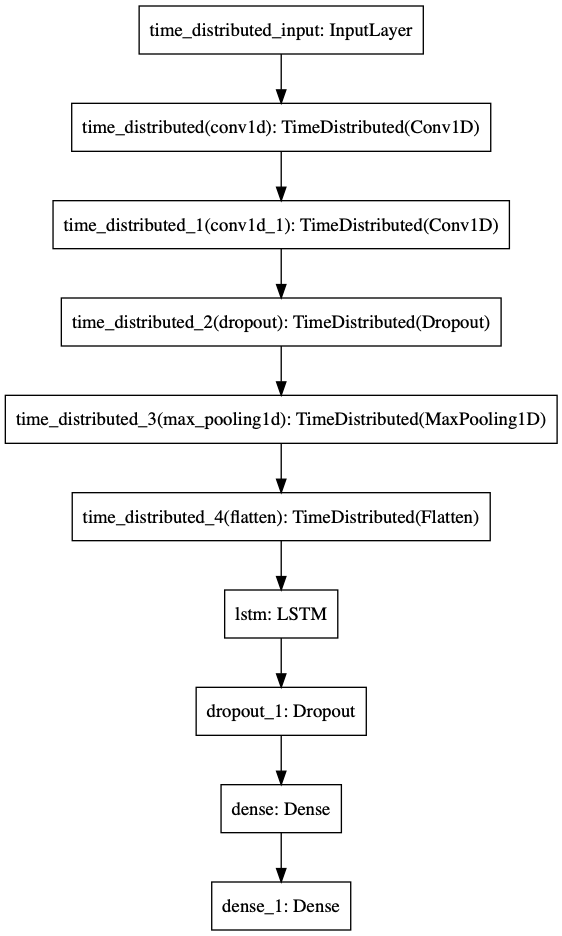 time_distributed_input: InputLayer
time_distributed(conv1d): TimeDistributed(Conv1D)
time_distributed_1(conv1d_1): TimeDistributed(Conv1D)
time_distributed_2(dropout): TimeDistributed(Dropout)
time_distributed_3(max_pooling1d): TimeDistributed(MaxPooling1D)
time_distributed_4(flatten): TimeDistributed(Flatten)
lstm: LSTM
dropout_1: Dropout
dense: Dense
dense_1: Dense